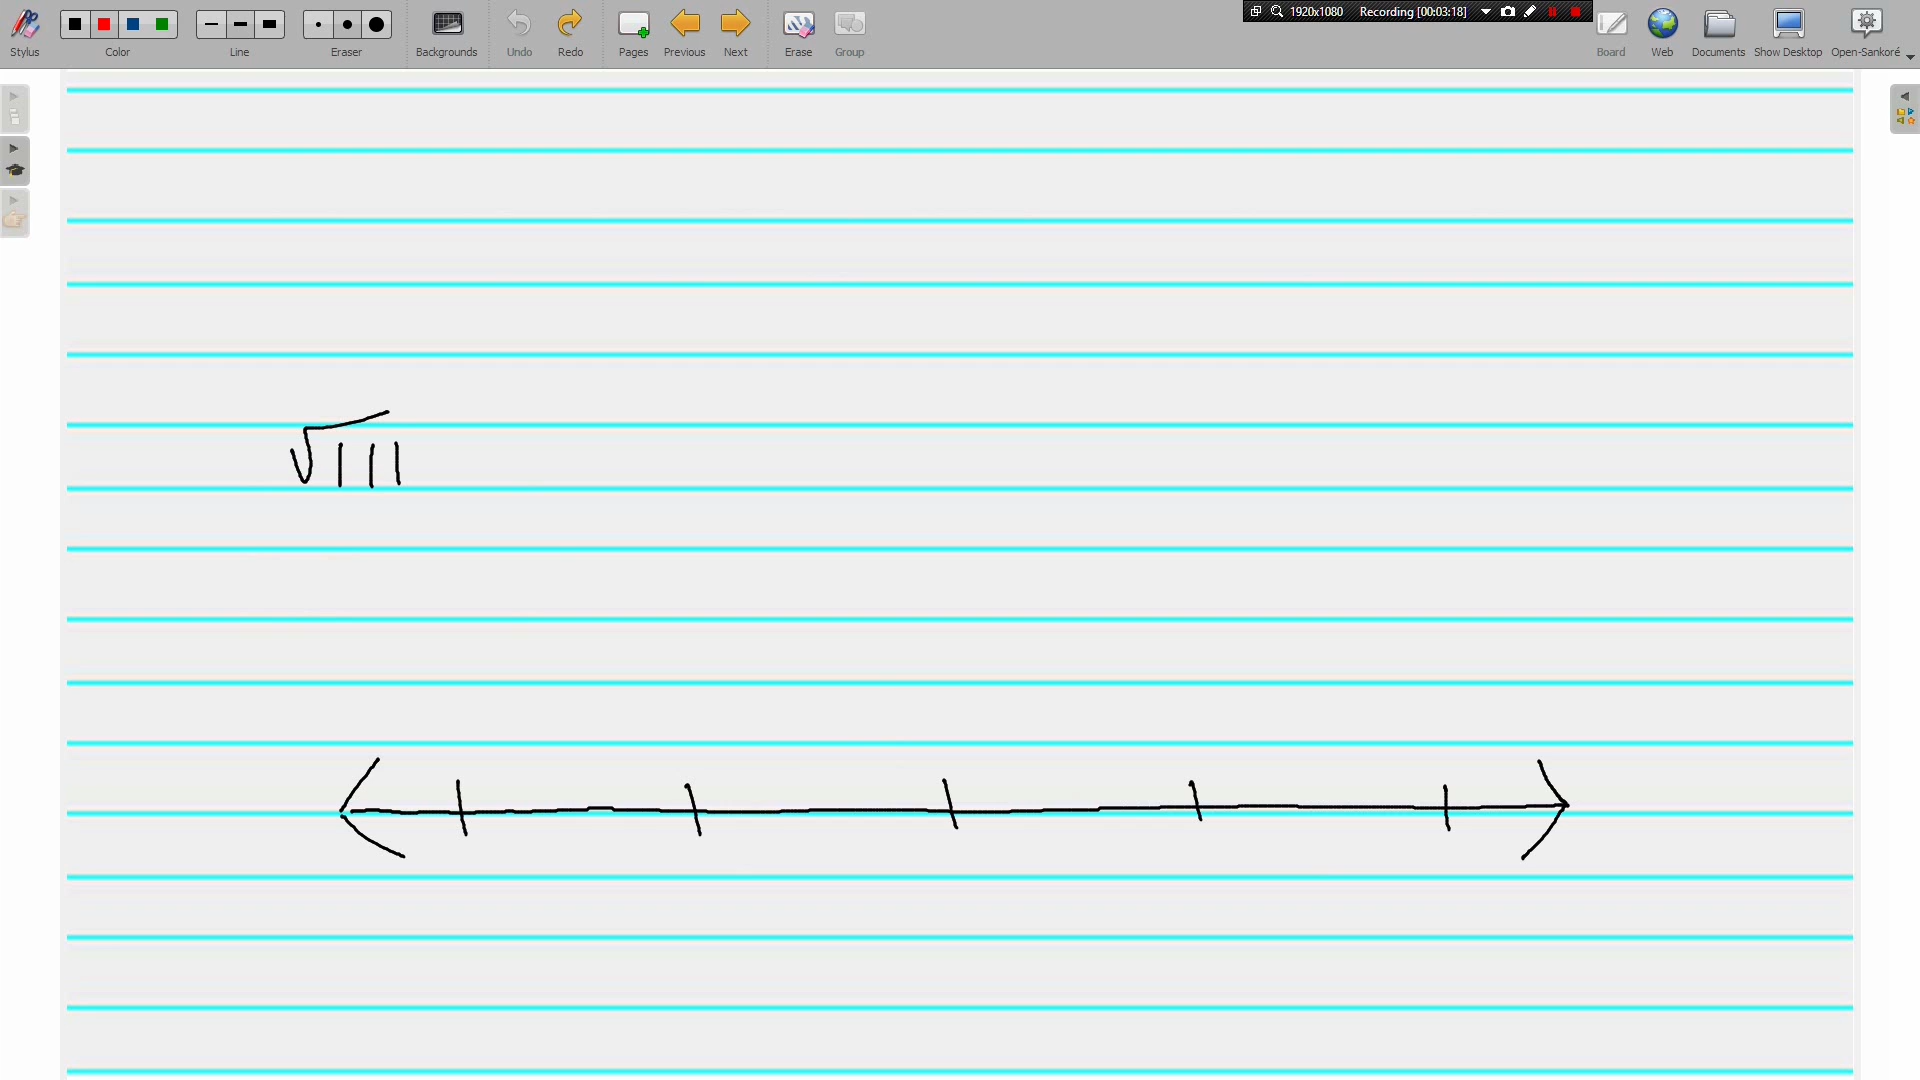 1920x1080 Recording [00:03:18]
Stylus Color Line Eraser Backgrounds Undo Redo Pages Previous Next Erase Group Board Web Documents Show Desktop Open-Sankoré
√111